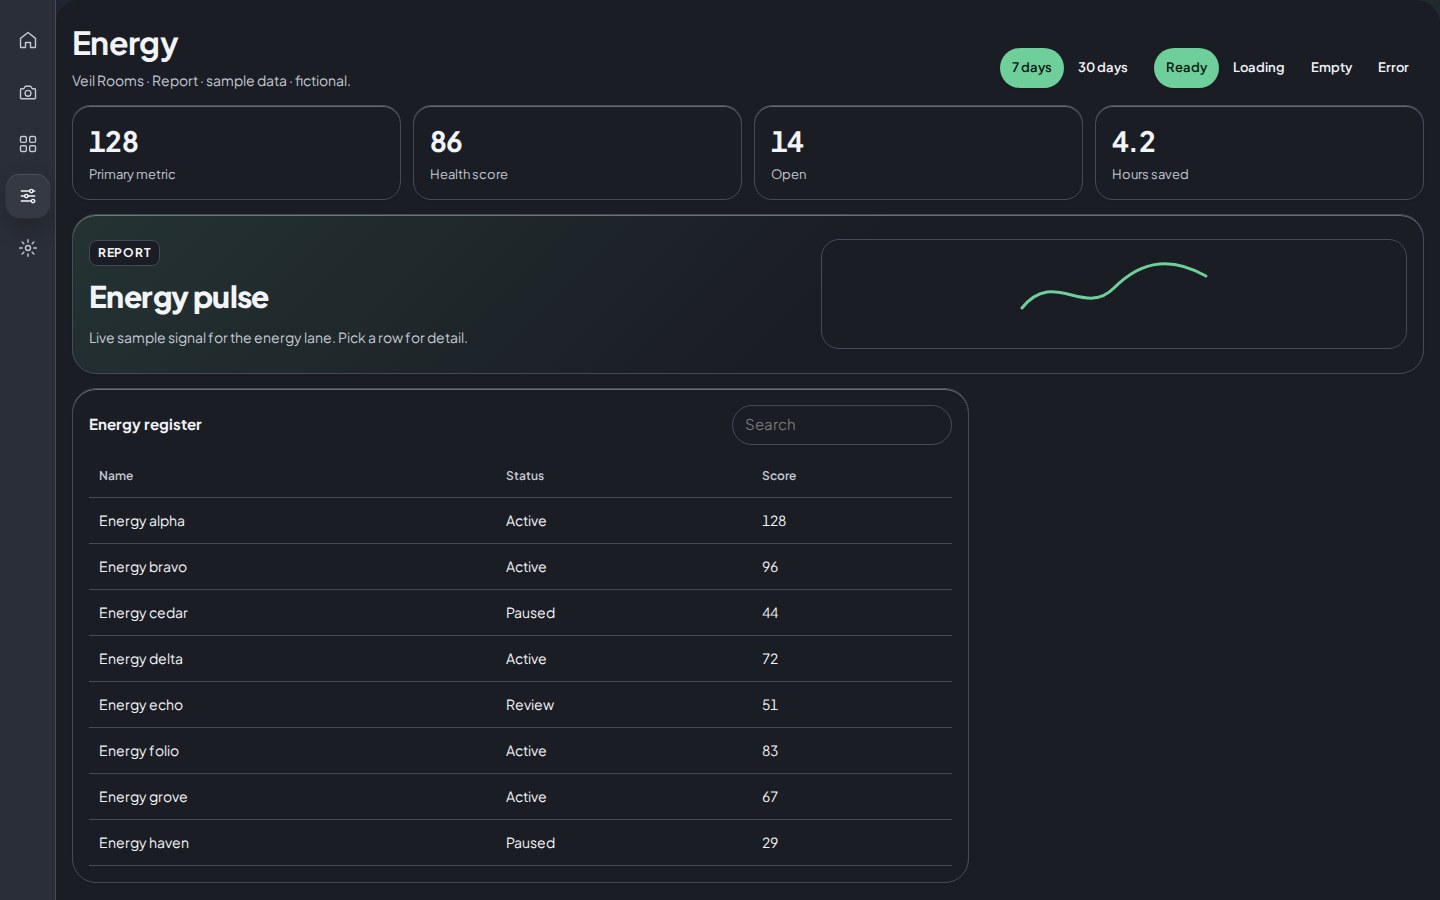 Energy
Veil Rooms · Report · sample data · fictional.
7 days
30 days
Ready
Loading
Empty
Error
128
Primary metric
86
Health score
14
Open
4.2
Hours saved
REPORT
Energy pulse
Live sample signal for the energy lane. Pick a row for detail.
Energy register
Search
Name Status Score
Energy alpha Active 128
Energy bravo Active 96
Energy cedar Paused 44
Energy delta Active 72
Energy echo Review 51
Energy folio Active 83
Energy grove Active 67
Energy haven Paused 29